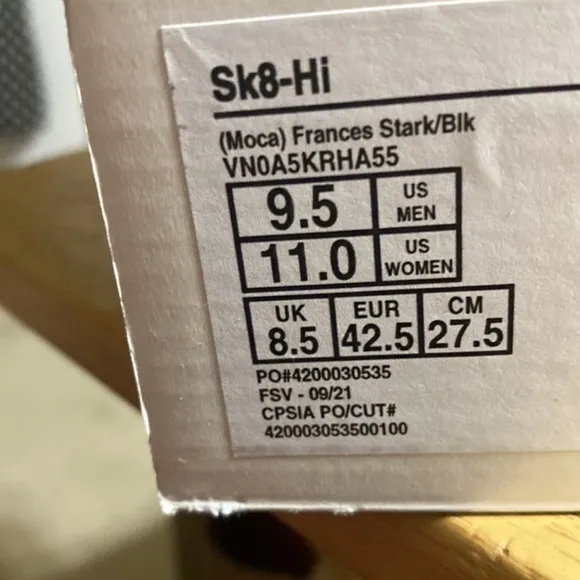 Sk8-Hi
(Moca) Frances Stark/Blk
VN0A5KRHA55
9.5 US MEN
11.0 US WOMEN
UK EUR CM
8.5 42.5 27.5
PO#4200030535
FSV - 09/21
CPSIA PO/CUT#
420003053500100